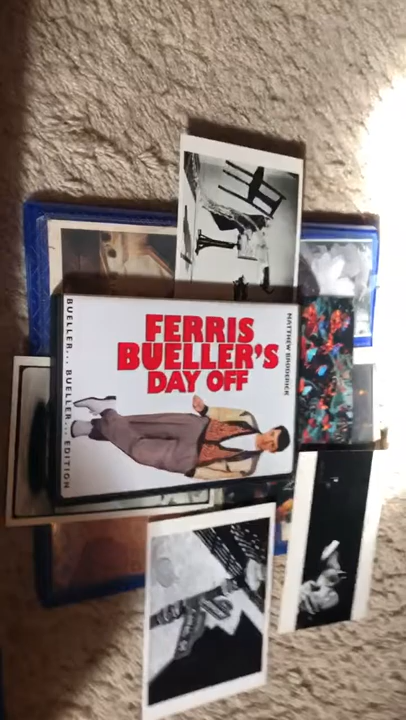 FERRIS
BUELLER'S
DAY OFF
MATTHEW BRODERICK
BUELLER... BUELLER... EDITION